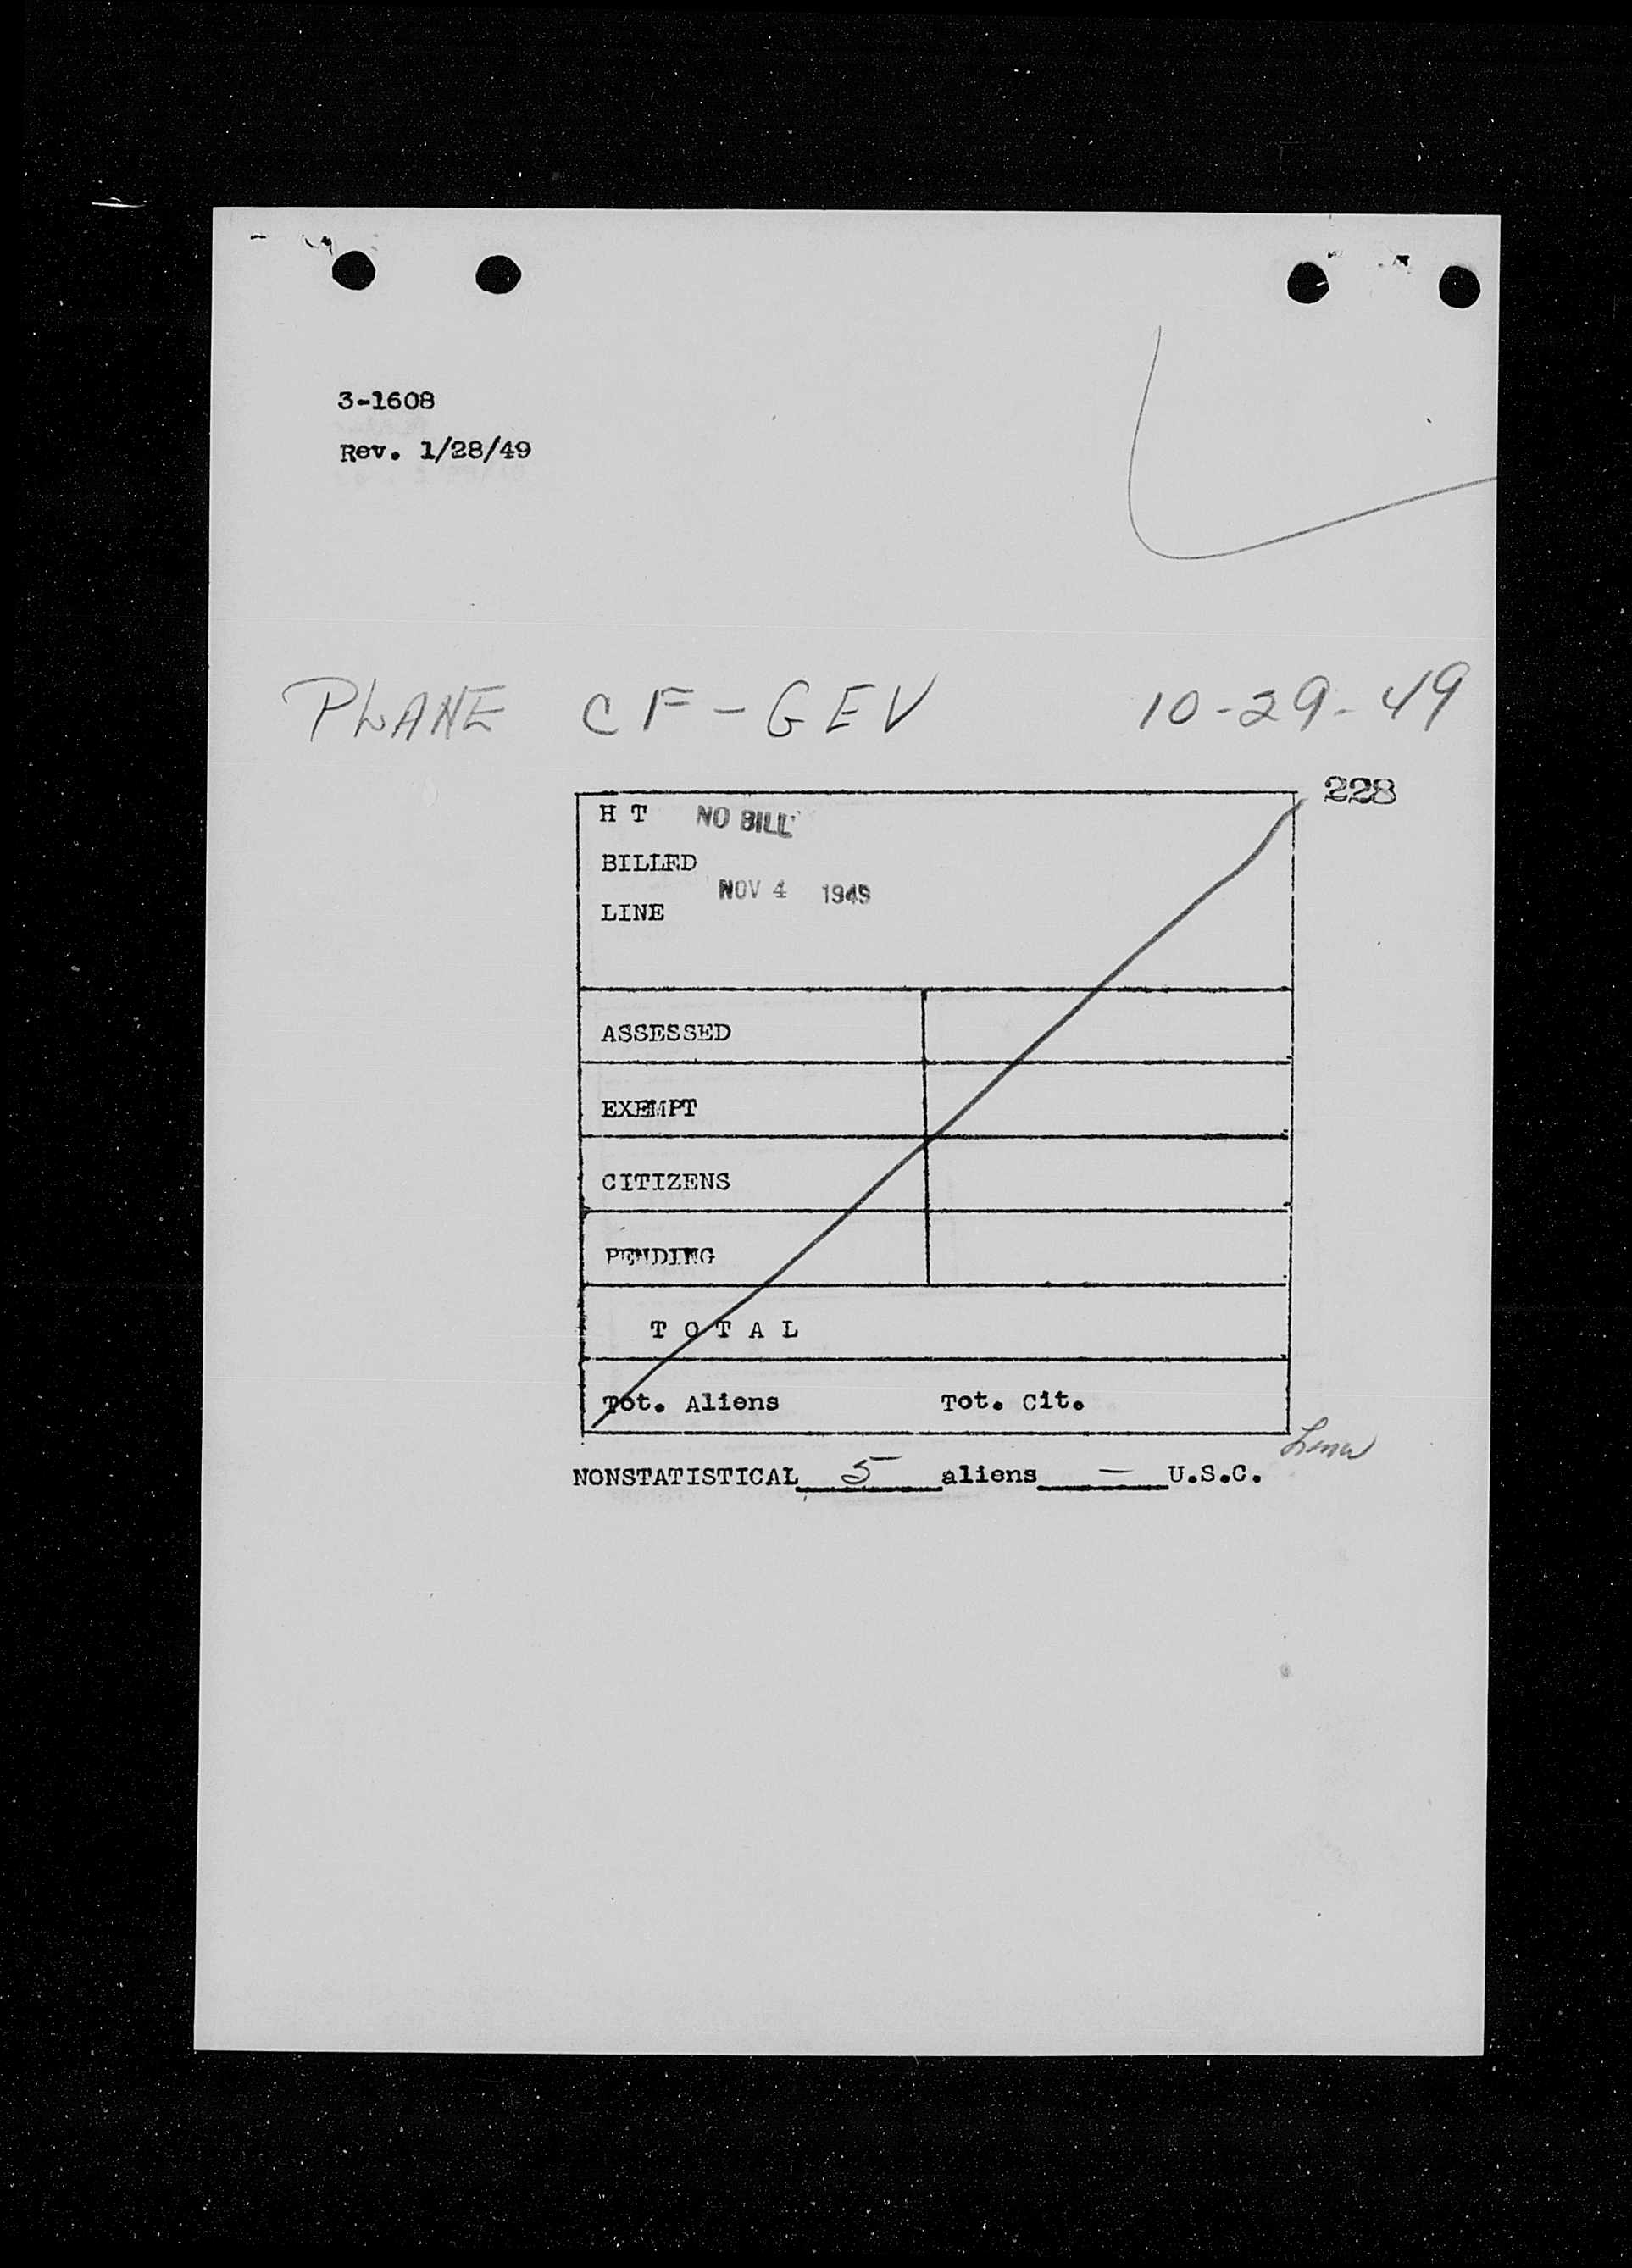 3-1608
Rev. 1/28/49
PLANE CF-GEV 10-29-49
228
H T NO BILL
BILLED
NOV 4 1949
LINE
ASSESSED
EXEMPT
CITIZENS
PENDING
T O T A L
Tot. Aliens Tot. Cit.
NONSTATISTICAL 5 aliens — U.S.C.